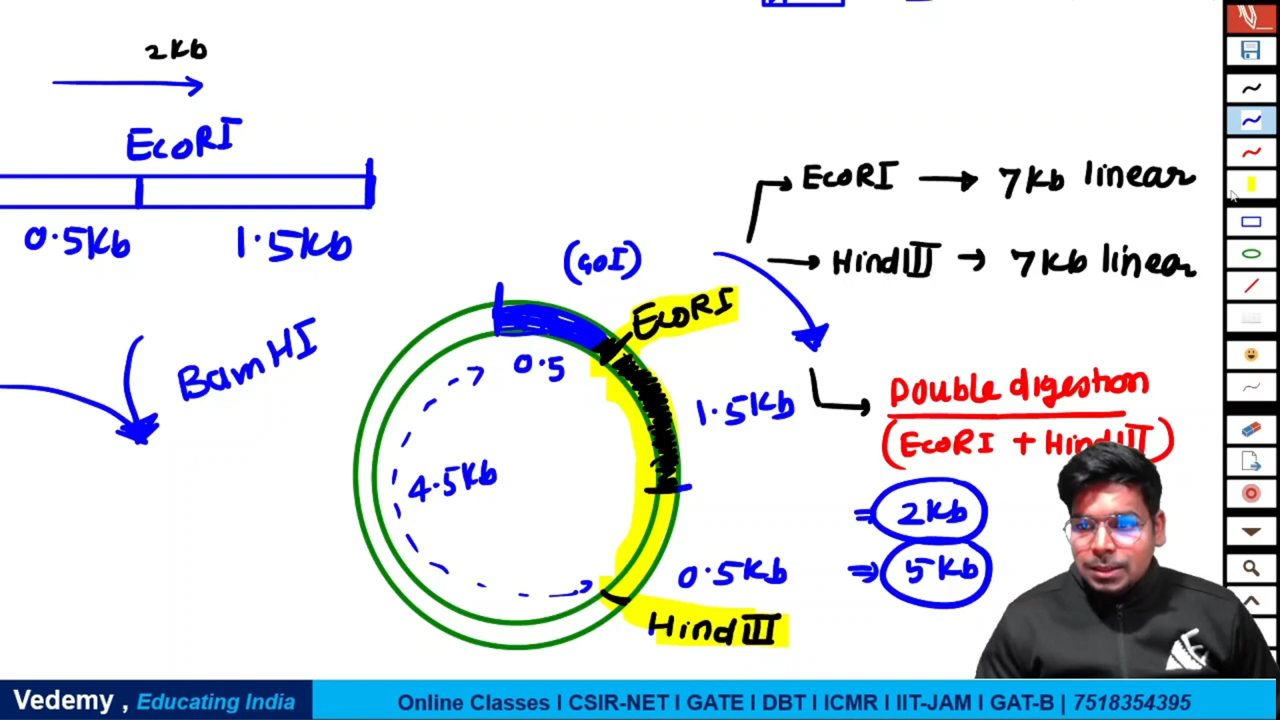 2Kb
EcoRI
0.5Kb 1.5Kb
BamHI
(GOI)
EcoRI
0.5
1.5Kb
4.5Kb
0.5Kb
HindIII
EcoRI → 7Kb linear
→ HindIII → 7Kb linear
Double digestion
(EcoRI + HindIII)
⇒ 2Kb
⇒ 5Kb
Vedemy , Educating India
Online Classes I CSIR-NET I GATE I DBT I ICMR I IIT-JAM I GAT-B I 7518354395